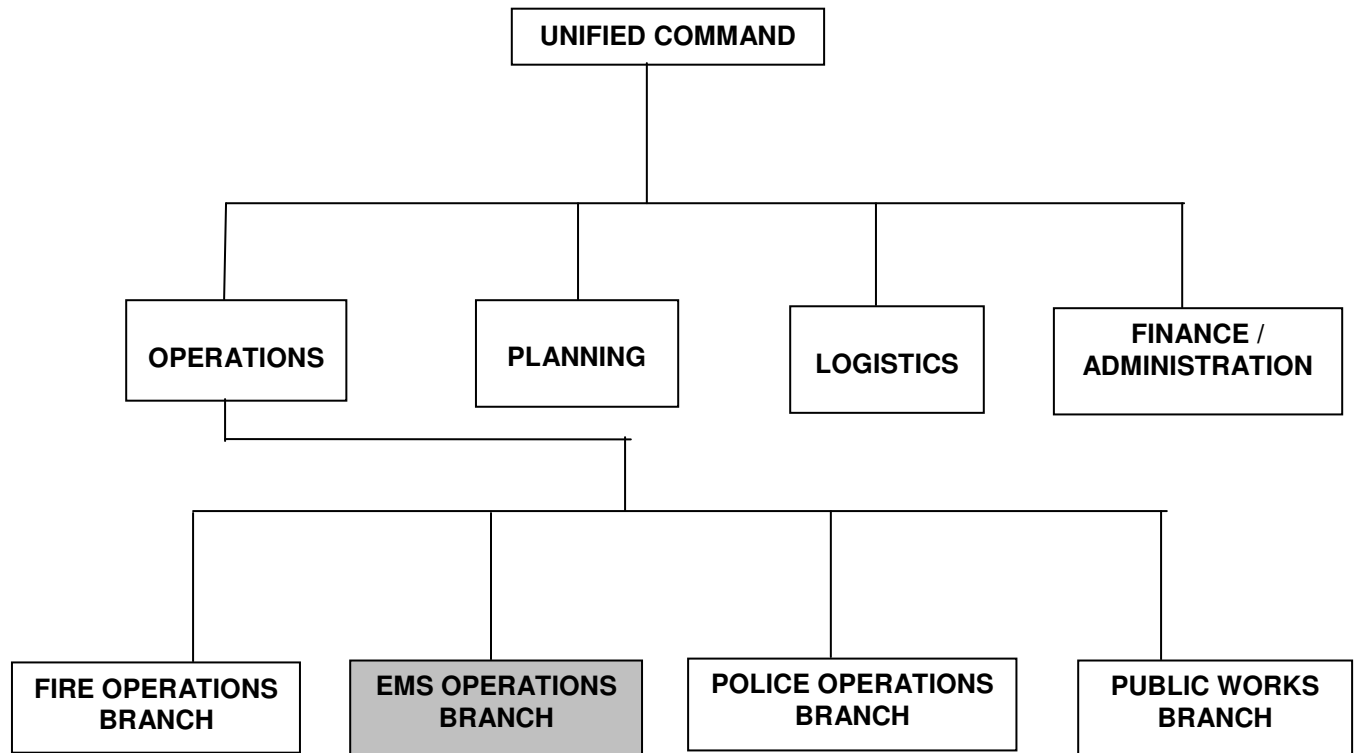 UNIFIED COMMAND
OPERATIONS
PLANNING
LOGISTICS
FINANCE /
ADMINISTRATION
FIRE OPERATIONS
BRANCH
EMS OPERATIONS
BRANCH
POLICE OPERATIONS
BRANCH
PUBLIC WORKS
BRANCH